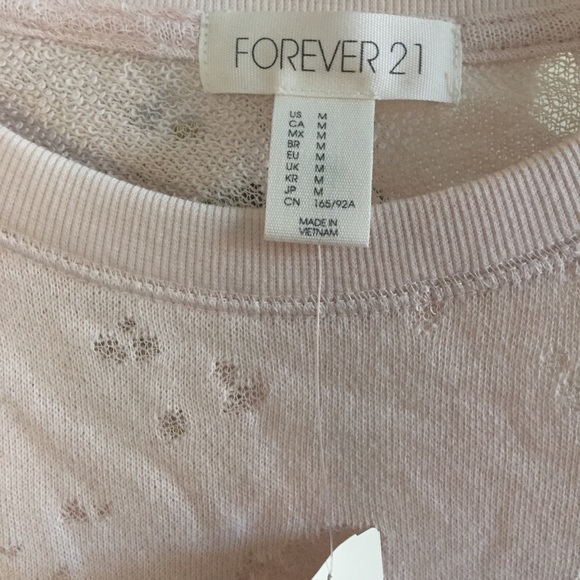 FOREVER 21
US M
CA M
MX M
BR M
EU M
UK M
KR M
JP M
CN 165/92A
MADE IN
VIETNAM